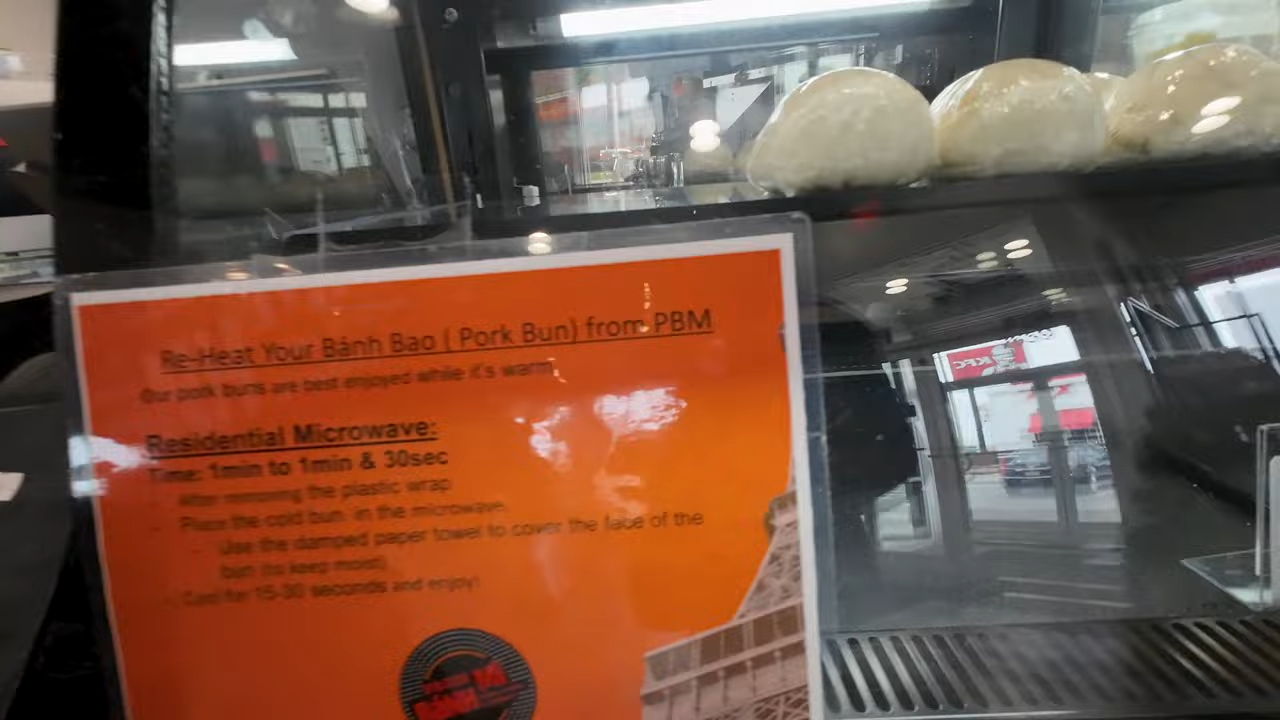 Re-Heat Your Bánh Bao ( Pork Bun) from PBM
Our pork buns are best enjoyed while it's warm
Residential Microwave:
Time: 1min to 1min & 30sec
- After removing the plastic wrap
- Place the cold bun in the microwave
- Use the damped paper towel to cover the face of the
bun (to keep moist)
- Cool for 15-30 seconds and enjoy!
BÁNH MÌ
KFC